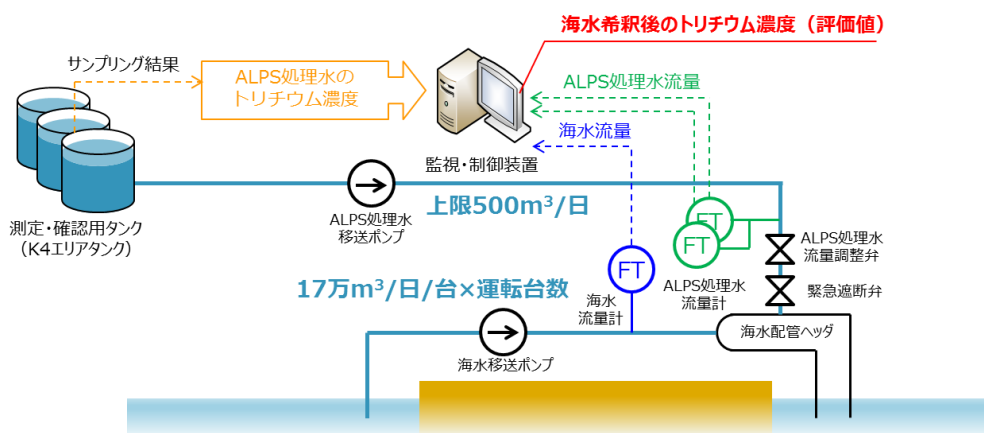 海水希釈後のトリチウム濃度（評価値）
サンプリング結果
ALPS処理水の
トリチウム濃度
ALPS処理水流量
海水流量
監視・制御装置
上限500m³/日
ALPS処理水
移送ポンプ
測定・確認用タンク
（K4エリアタンク）
FT
FT
ALPS処理水
流量計
ALPS処理水
流量調整弁
緊急遮断弁
FT
海水
流量計
17万m³/日/台×運転台数
海水移送ポンプ
海水配管ヘッダ